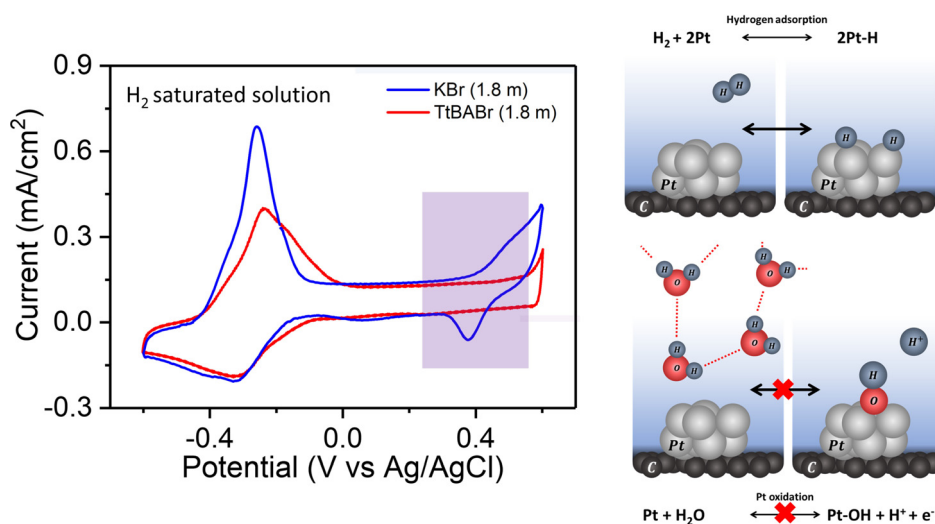 H2 saturated solution
KBr (1.8 m)
TtBABr (1.8 m)
Current (mA/cm²)
0.9
0.6
0.3
0.0
-0.3
-0.4
0.0
0.4
Potential (V vs Ag/AgCl)
Hydrogen adsorption
H2 + 2Pt
2Pt-H
H
H
H
H
Pt
Pt
C
H
H
O
H
H
O
H
O
H
H
O
H
H+
H
O
Pt
Pt
C
C
Pt oxidation
Pt + H2O
Pt-OH + H+ + e-